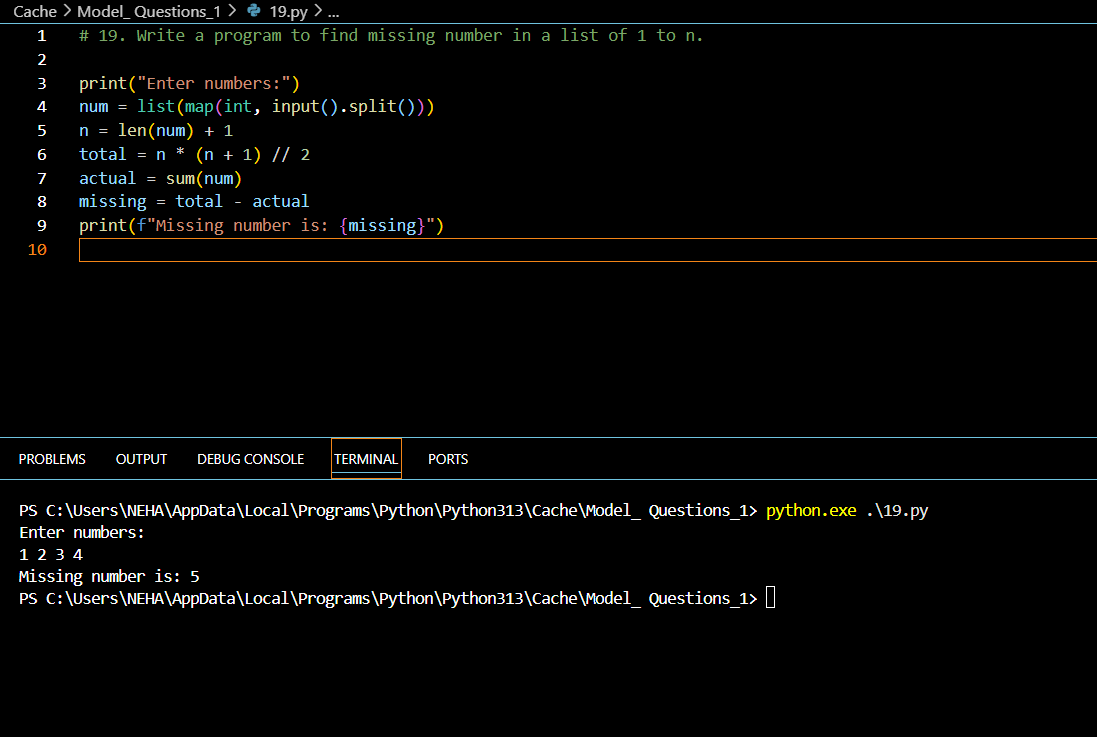 Cache > Model_ Questions_1 > 19.py > ...
1 # 19. Write a program to find missing number in a list of 1 to n.
2
3 print("Enter numbers:")
4 num = list(map(int, input().split()))
5 n = len(num) + 1
6 total = n * (n + 1) // 2
7 actual = sum(num)
8 missing = total - actual
9 print(f"Missing number is: {missing}")
10
PROBLEMS OUTPUT DEBUG CONSOLE TERMINAL PORTS
PS C:\Users\NEHA\AppData\Local\Programs\Python\Python313\Cache\Model_ Questions_1> python.exe .\19.py
Enter numbers:
1 2 3 4
Missing number is: 5
PS C:\Users\NEHA\AppData\Local\Programs\Python\Python313\Cache\Model_ Questions_1>